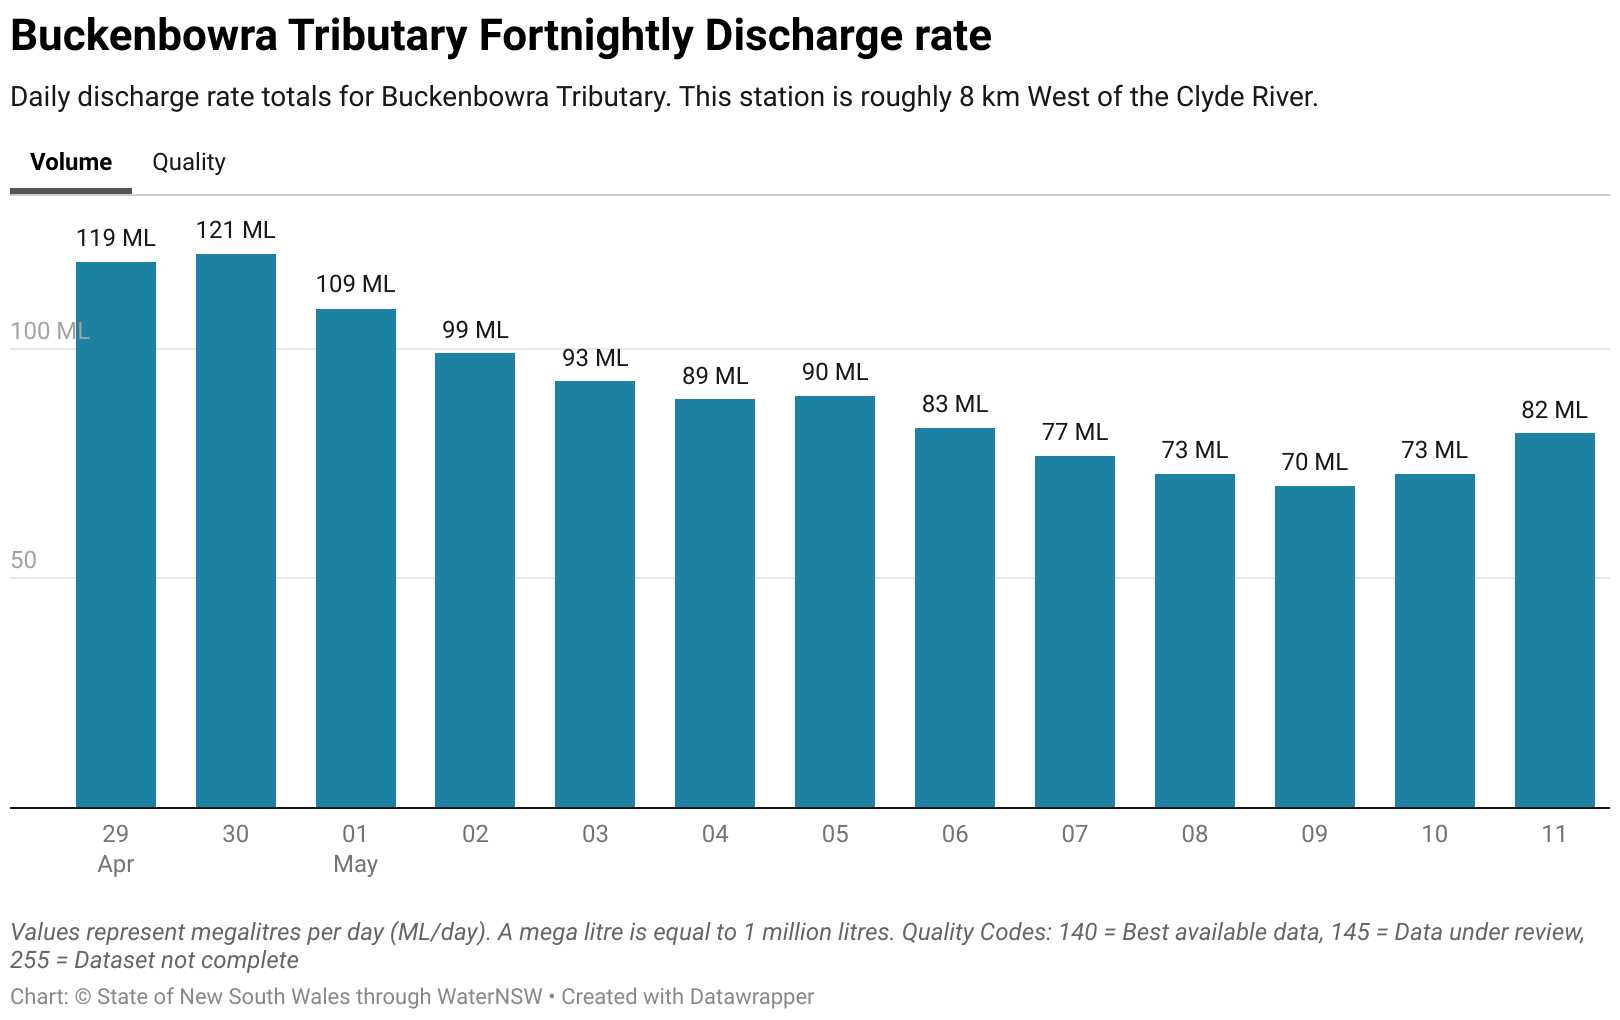 Buckenbowra Tributary Fortnightly Discharge rate
Daily discharge rate totals for Buckenbowra Tributary. This station is roughly 8 km West of the Clyde River.
Volume Quality
119 ML 121 ML 109 ML 99 ML 93 ML 89 ML 90 ML 83 ML 77 ML 73 ML 70 ML 73 ML 82 ML
100 ML
50
29 30 01 02 03 04 05 06 07 08 09 10 11
Apr May
Values represent megalitres per day (ML/day). A mega litre is equal to 1 million litres. Quality Codes: 140 = Best available data, 145 = Data under review,
255 = Dataset not complete
Chart: © State of New South Wales through WaterNSW • Created with Datawrapper